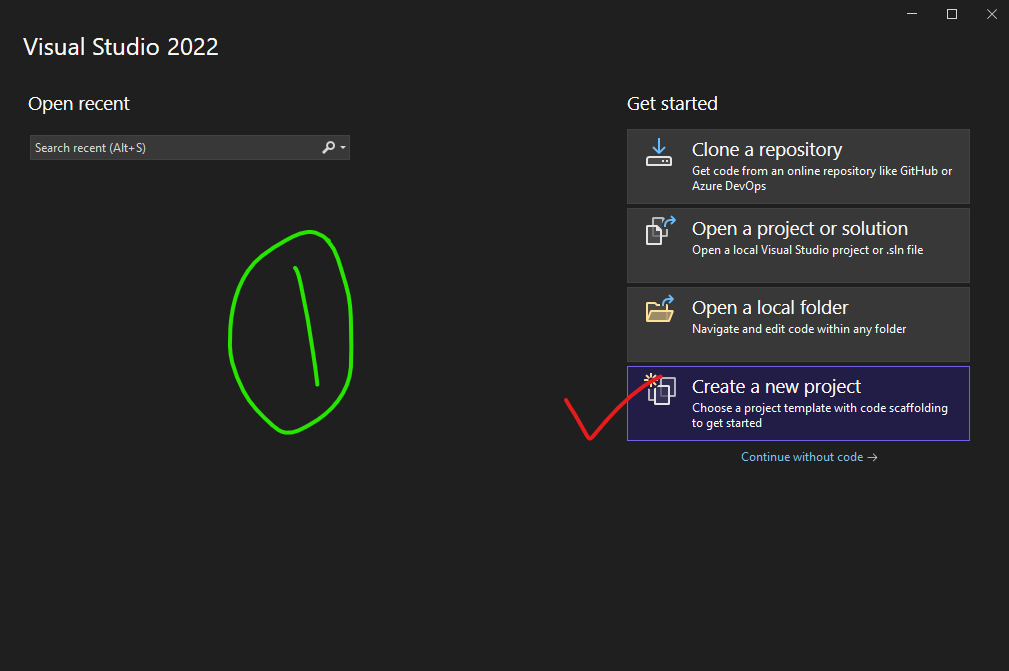 Visual Studio 2022
Open recent
Search recent (Alt+S)
1
Get started
Clone a repository
Get code from an online repository like GitHub or
Azure DevOps
Open a project or solution
Open a local Visual Studio project or .sln file
Open a local folder
Navigate and edit code within any folder
Create a new project
Choose a project template with code scaffolding
to get started
Continue without code →